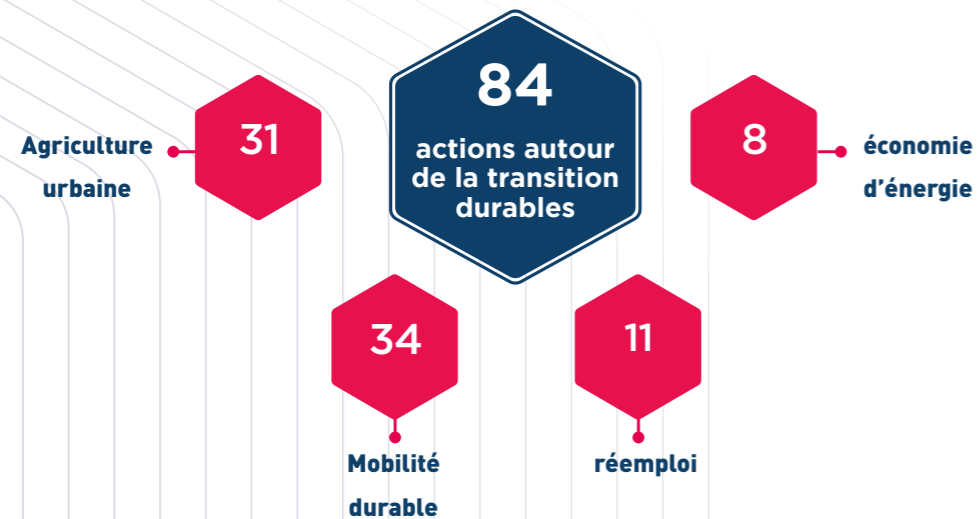 84
actions autour
de la transition
durables
31
Agriculture
urbaine
8
économie
d’énergie
34
Mobilité
durable
11
réemploi